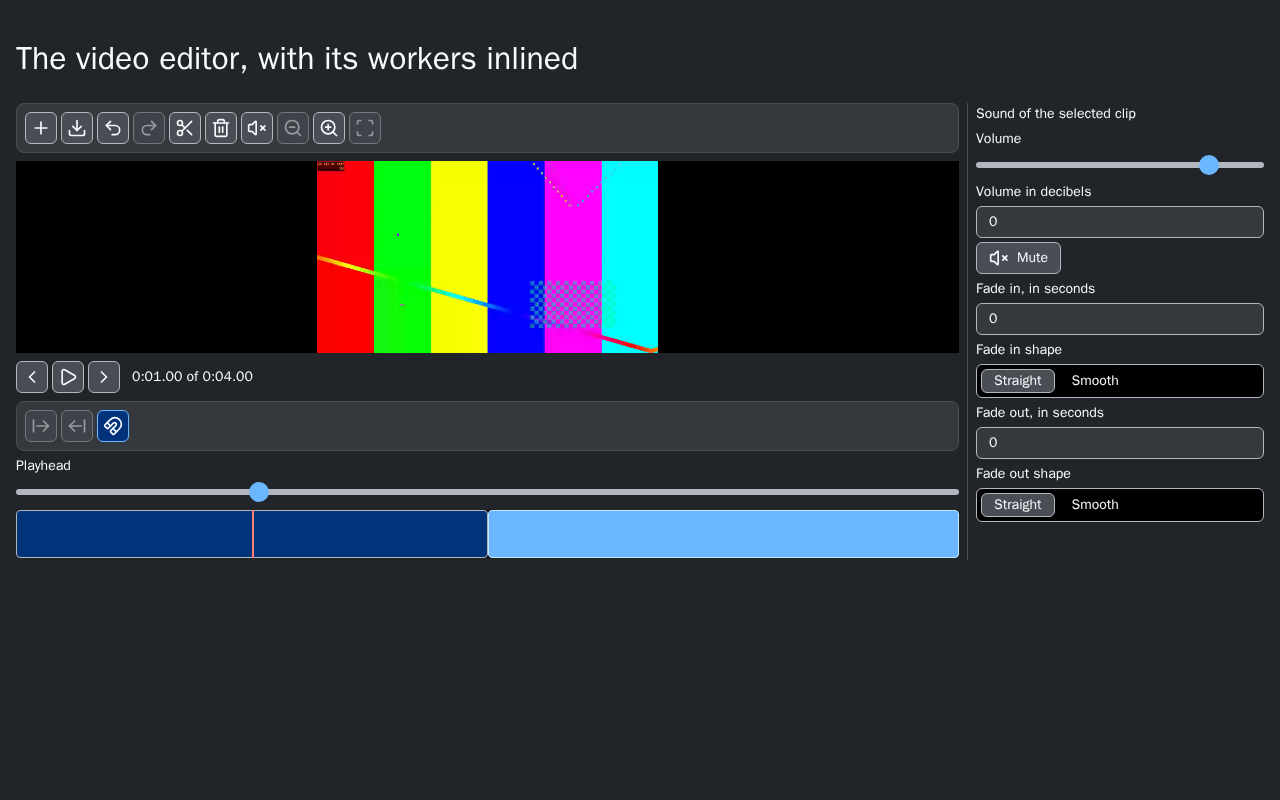 The video editor, with its workers inlined
Sound of the selected clip
Volume
Volume in decibels
0
Mute
Fade in, in seconds
0
Fade in shape
Straight Smooth
Fade out, in seconds
0
Fade out shape
Straight Smooth
0:01.00 of 0:04.00
Playhead